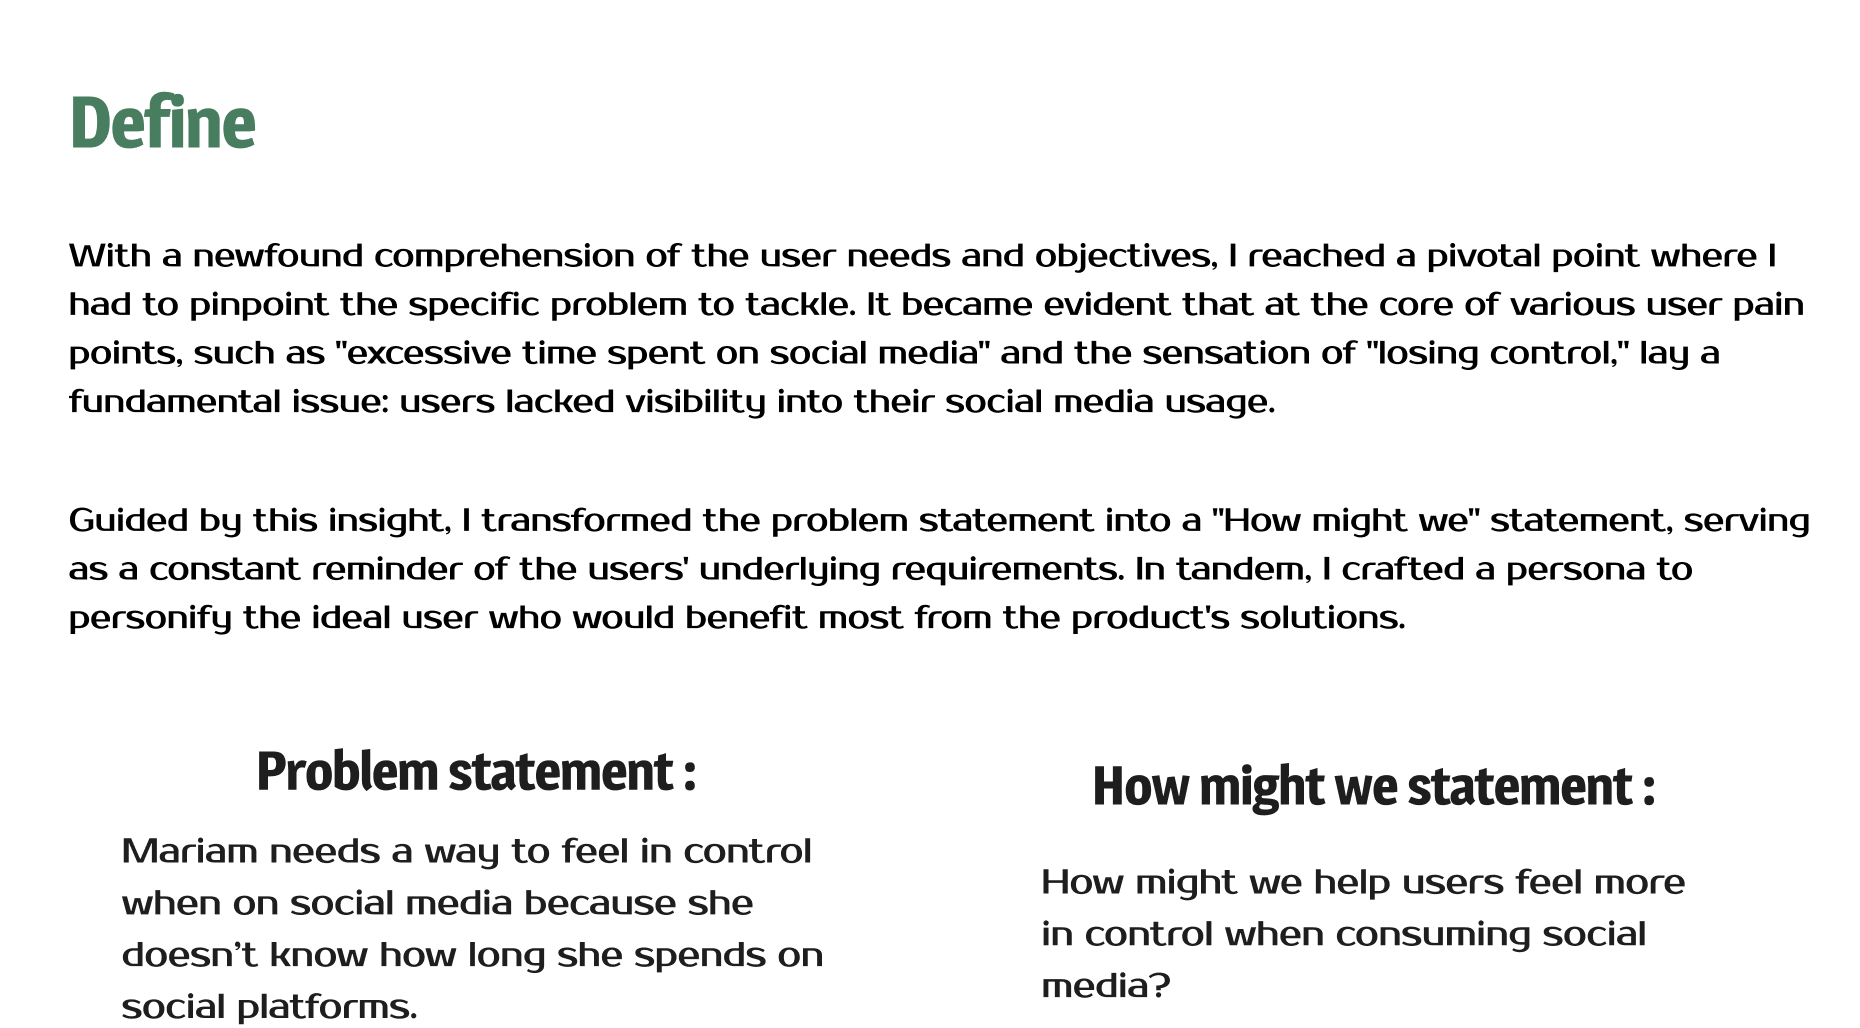 Define
With a newfound comprehension of the user needs and objectives, I reached a pivotal point where I
had to pinpoint the specific problem to tackle. It became evident that at the core of various user pain
points, such as "excessive time spent on social media" and the sensation of "losing control," lay a
fundamental issue: users lacked visibility into their social media usage.
Guided by this insight, I transformed the problem statement into a "How might we" statement, serving
as a constant reminder of the users' underlying requirements. In tandem, I crafted a persona to
personify the ideal user who would benefit most from the product's solutions.
Problem statement :
Mariam needs a way to feel in control
when on social media because she
doesn’t know how long she spends on
social platforms.
How might we statement :
How might we help users feel more
in control when consuming social
media?